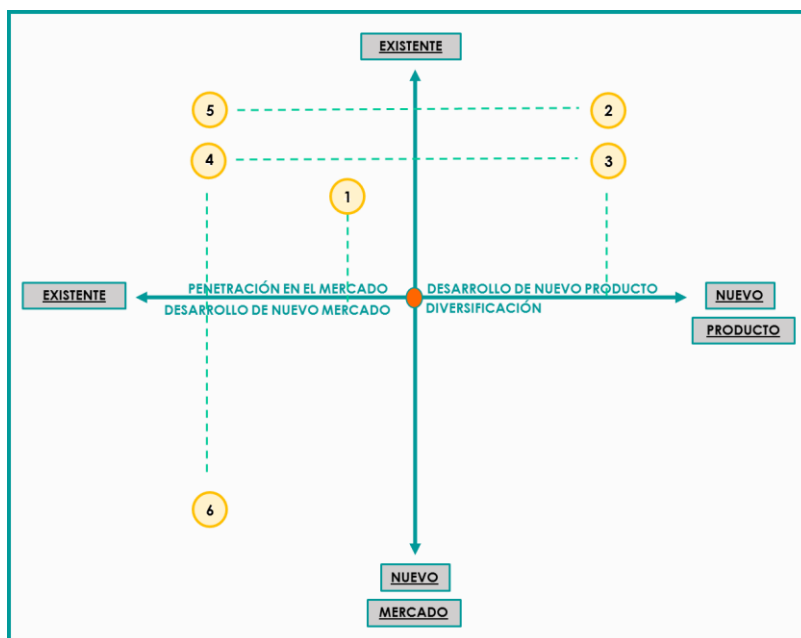 EXISTENTE
5
2
4
3
1
PENETRACIÓN EN EL MERCADO
DESARROLLO DE NUEVO PRODUCTO
EXISTENTE
NUEVO
DESARROLLO DE NUEVO MERCADO
DIVERSIFICACIÓN
PRODUCTO
6
NUEVO
MERCADO